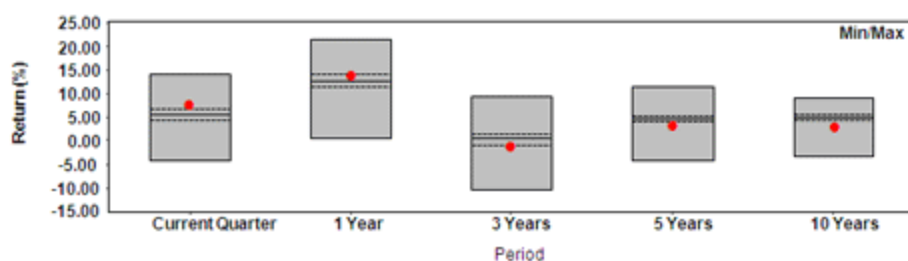 25.00
Min/Max
20.00
15.00
10.00
5.00
0.00
-5.00
-10.00
-15.00
Return (%)
Current Quarter 1 Year 3 Years 5 Years 10 Years
Period